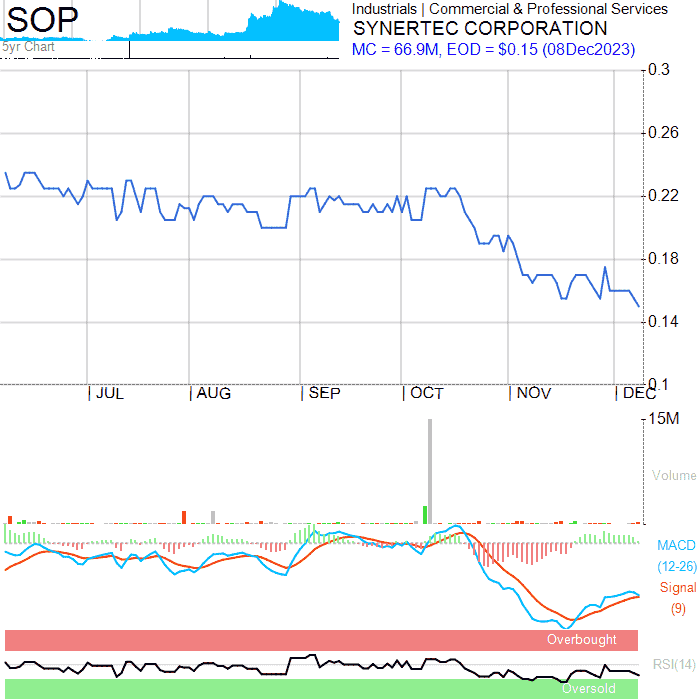 SOP
5yr Chart
Industrials | Commercial & Professional Services
SYNERTEC CORPORATION
MC = 66.9M, EOD = $0.15 (08Dec2023)
0.3
0.26
0.22
0.18
0.14
0.1
JUL AUG SEP OCT NOV DEC
15M
Volume
MACD
(12-26)
Signal
(9)
Overbought
RSI(14)
Oversold